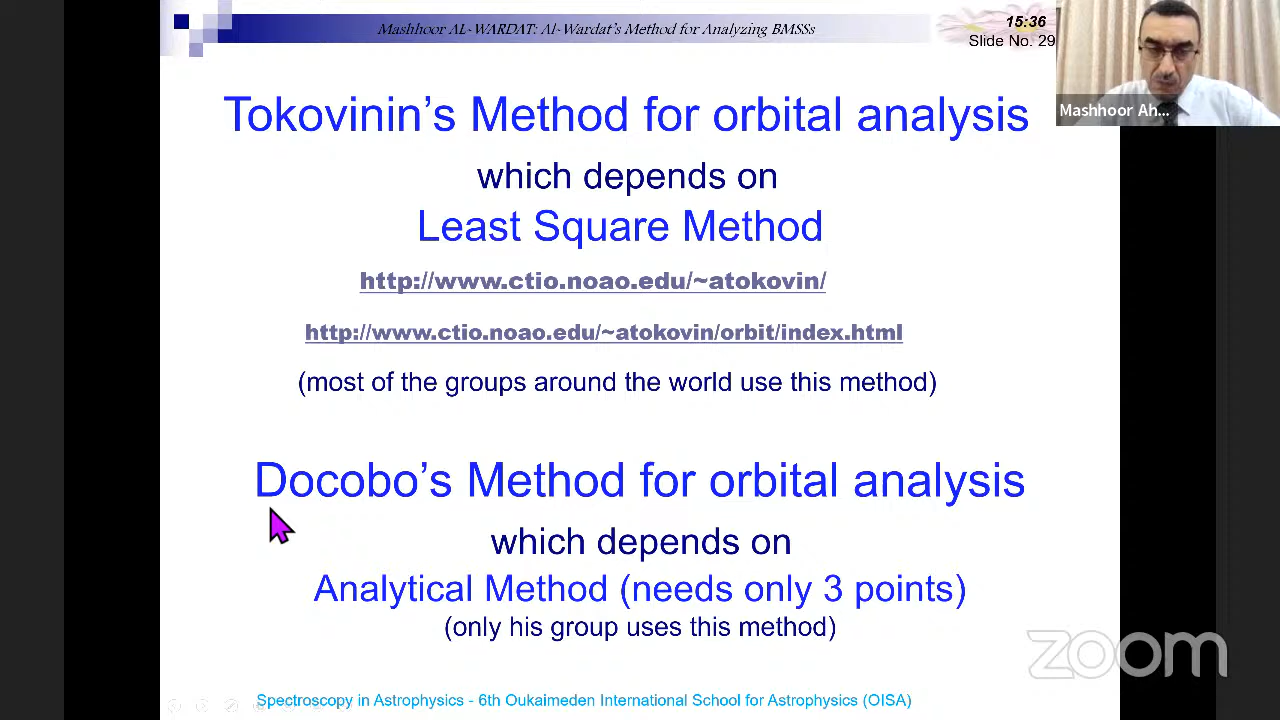 Mashhoor AL-WARDAT: Al-Wardat's Method for Analyzing BMSSs
15:36
Slide No. 29
Mashhoor Ah...
Tokovinin's Method for orbital analysis
which depends on
Least Square Method
http://www.ctio.noao.edu/~atokovin/
http://www.ctio.noao.edu/~atokovin/orbit/index.html
(most of the groups around the world use this method)
Docobo's Method for orbital analysis
which depends on
Analytical Method (needs only 3 points)
(only his group uses this method)
zoom
Spectroscopy in Astrophysics - 6th Oukaimeden International School for Astrophysics (OISA)